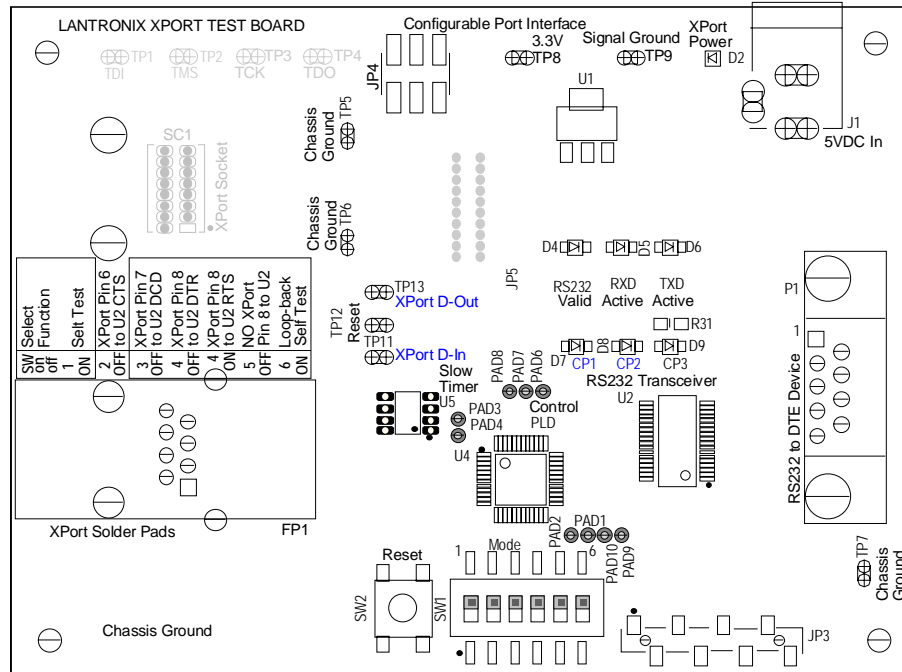 LANTRONIX XPORT TEST BOARD
Configurable Port Interface
3.3V
TP8
Signal Ground
TP9
XPort
Power
D2
TP1
TDI
TP2
TMS
TP3
TCK
TP4
TDO
JP4
U1
J1
5VDC In
Chassis
Ground
TP5
SC1
XPort Socket
Chassis
Ground
TP6
D4
D5
D6
JP5
RS232
Valid
RXD
Active
TXD
Active
P1
SW
on
off
Select
Function
1
ON
Selt Test
2
OFF
XPort Pin 6
to U2 CTS
3
OFF
XPort Pin7
to U2 DCD
4
OFF
XPort Pin8
to U2 DTR
4
ON
XPort Pin8
to U2 RTS
5
OFF
NO XPort
Pin 8 to U2
6
ON
Loop-back
Self Test
TP13
XPort D-Out
TP12
Reset
TP11
XPort D-In
R31
1
D7
CP1
D8
CP2
CP3
D9
Slow
Timer
U5
PAD8
PAD7
PAD6
RS232 Transceiver
U2
PAD3
PAD4
Control
PLD
U4
RS232 to DTE Device
XPort Solder Pads
FP1
PAD2
PAD1
PAD10
PAD9
TP7
Chassis
Ground
Reset
SW2
1
Mode
6
SW1
Chassis Ground
JP3